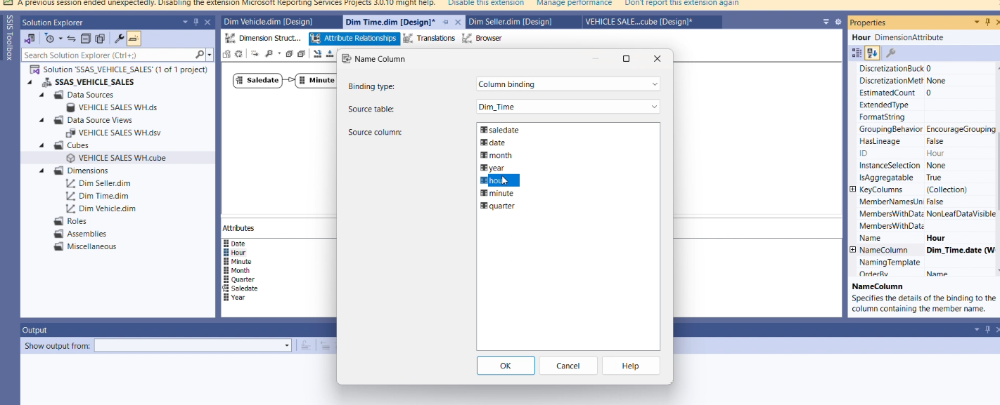 A previous session ended unexpectedly. Disabling the extension Microsoft Reporting Services Projects 3.0.10 might help. Disable this extension Manage performance Don't report this extension again
SSIS Toolbox
Solution Explorer
Search Solution Explorer (Ctrl+;)
Solution 'SSAS_VEHICLE_SALES' (1 of 1 project)
SSAS_VEHICLE_SALES
Data Sources
VEHICLE SALES WH.ds
Data Source Views
VEHICLE SALES WH.dsv
Cubes
VEHICLE SALES WH.cube
Dimensions
Dim Seller.dim
Dim Time.dim
Dim Vehicle.dim
Roles
Assemblies
Miscellaneous
Dim Vehicle.dim [Design] Dim Time.dim [Design]* Dim Seller.dim [Design] VEHICLE SALE...cube [Design]*
Dimension Struct... Attribute Relationships Translations Browser
Saledate Minute
Attributes
Date
Hour
Minute
Month
Quarter
Saledate
Year
Name Column
Binding type: Column binding
Source table: Dim_Time
Source column:
saledate
date
month
year
hour
minute
quarter
OK Cancel Help
Properties
Hour DimensionAttribute
DiscretizationBuck 0
DiscretizationMeth None
EstimatedCount 0
ExtendedType
FormatString
GroupingBehavior EncourageGrouping
HasLineage False
ID Hour
InstanceSelection None
IsAggregatable True
KeyColumns (Collection)
MemberNamesUni False
MembersWithData NonLeafDataVisible
MembersWithData
Name Hour
NameColumn Dim_Time.date (W
NamingTemplate
OrderBy Name
NameColumn
Specifies the details of the binding to the
column containing the member name.
Output
Show output from: